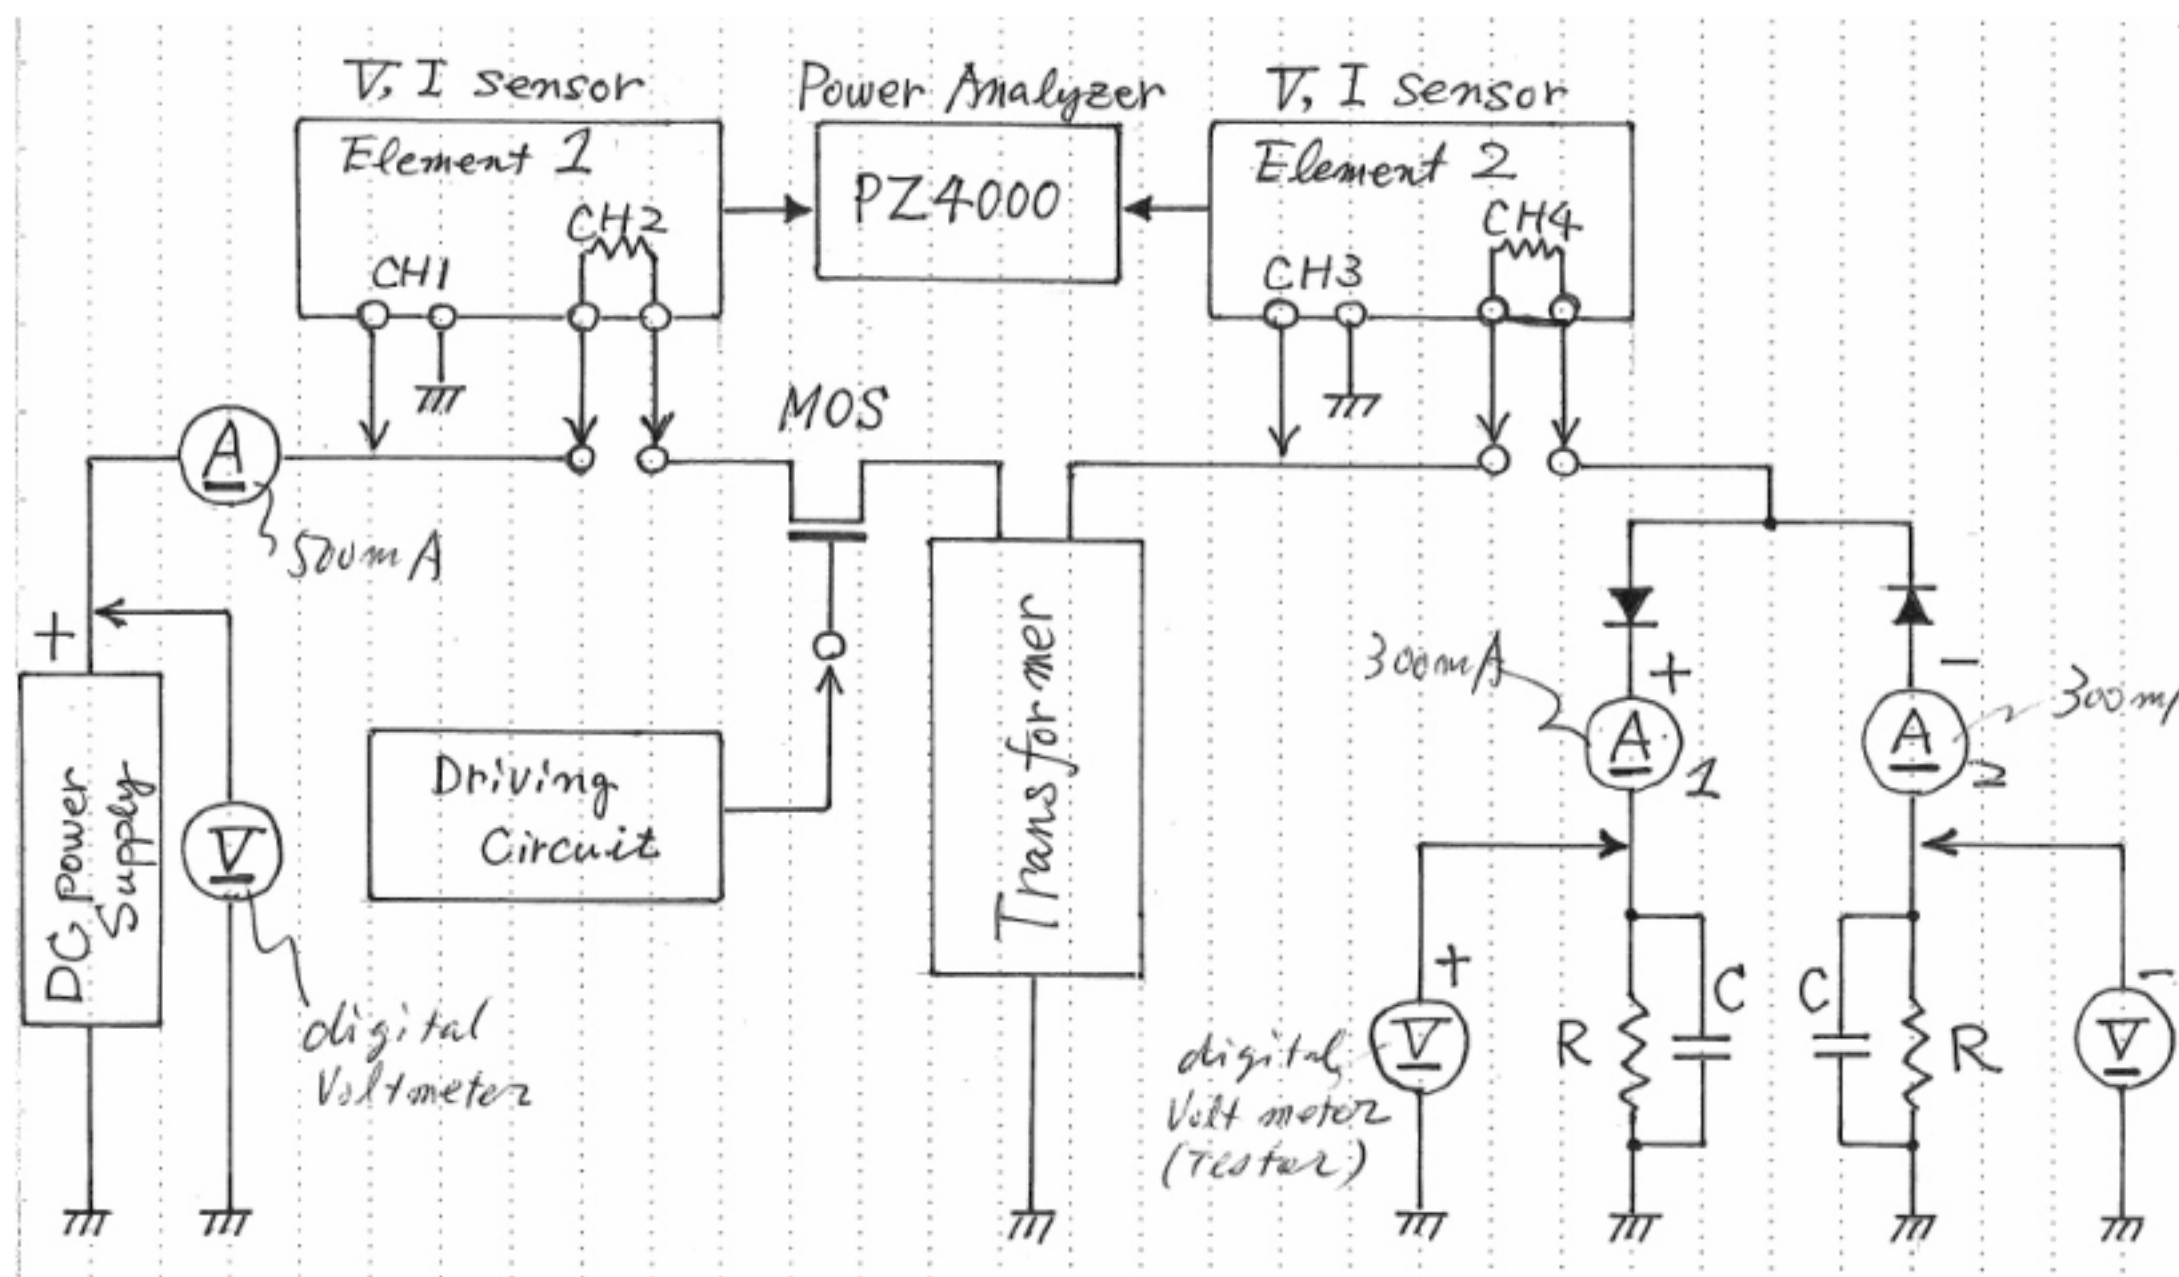 V, I sensor
Power Analyzer
V, I sensor
Element 1
PZ4000
Element 2
CH2
CH4
CH1
CH3
MOS
A
500mA
+
Transformer
300mA
+
-
300m
A
1
A
2
Driving
Circuit
DC power
Supply
V
+
C
C
-
digital
Voltmeter
digital
Volt meter
(Tester)
V
R
R
V